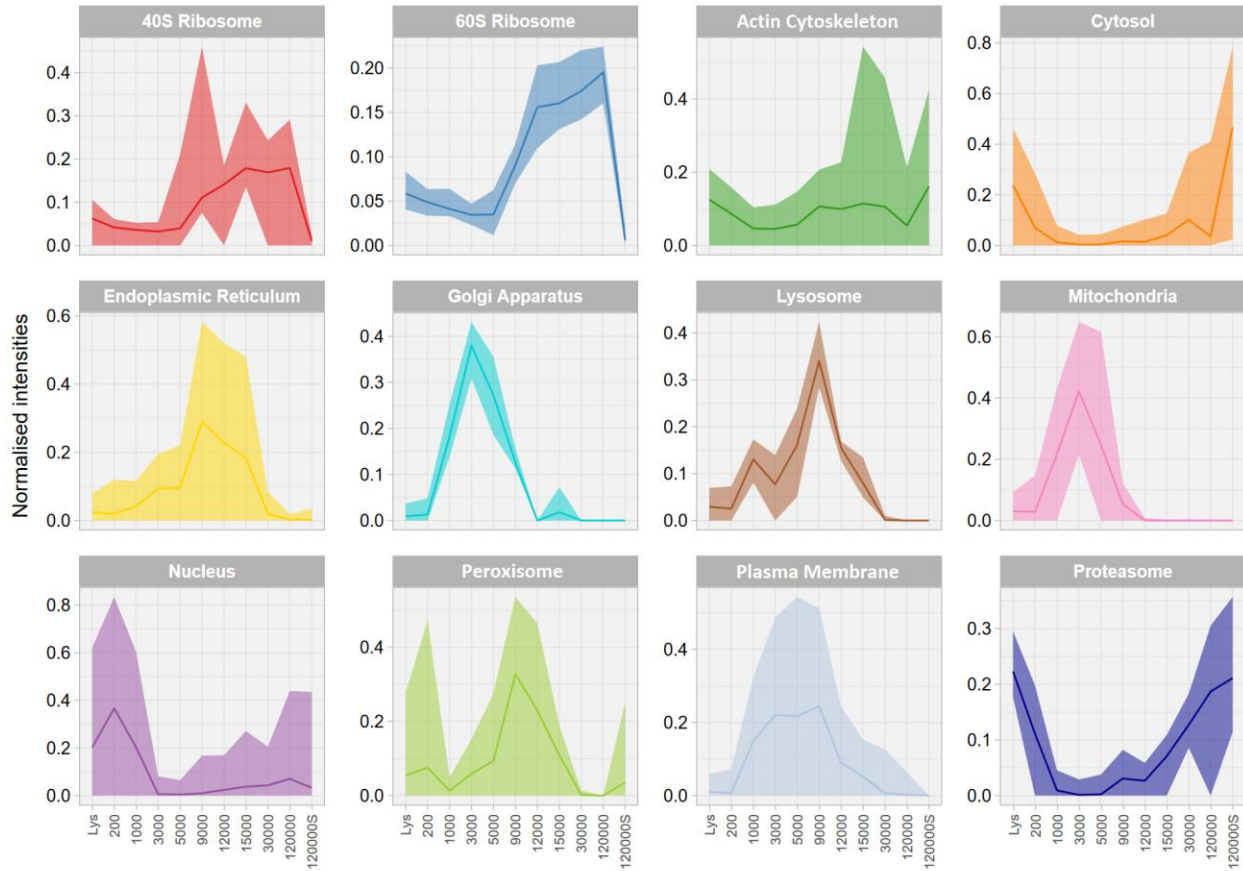 40S Ribosome 60S Ribosome Actin Cytoskeleton Cytosol
0.4 0.3 0.2 0.1 0.0
0.20 0.15 0.10 0.05 0.00
0.4 0.2 0.0
0.8 0.6 0.4 0.2 0.0
Normalised intensities
Endoplasmic Reticulum Golgi Apparatus Lysosome Mitochondria
0.6 0.4 0.2 0.0
0.4 0.3 0.2 0.1 0.0
0.4 0.3 0.2 0.1 0.0
0.6 0.4 0.2 0.0
Nucleus Peroxisome Plasma Membrane Proteasome
0.8 0.6 0.4 0.2 0.0
0.4 0.2 0.0
0.4 0.2 0.0
0.3 0.2 0.1 0.0
Lys 200 1000 3000 5000 9000 12000 15000 30000 120000 120000S
Lys 200 1000 3000 5000 9000 12000 15000 30000 120000 120000S
Lys 200 1000 3000 5000 9000 12000 15000 30000 120000 120000S
Lys 200 1000 3000 5000 9000 12000 15000 30000 120000 120000S